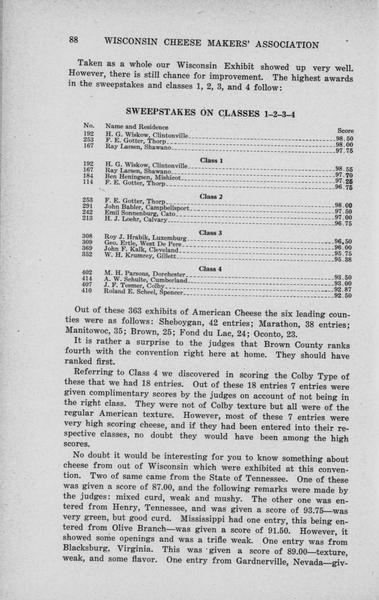 88 WISCONSIN CHEESE MAKERS' ASSOCIATION
Taken as a whole our Wisconsin Exhibit showed up very well.
However, there is still chance for improvement. The highest awards
in the sweepstakes and classes 1, 2, 3, and 4 follow:
SWEEPSTAKES ON CLASSES 1-2-3-4
No. Name and Residence Score
192 H. G. Wiskow, Clintonville 98.50
253 F. E. Gotter, Thorp 98.00
167 Ray Larsen, Shawano 97.75
Class 1
192 H. G. Wiskow, Clintonville 98.55
167 Ray Larsen, Shawano 97.70
184 Ben Heningsen, Mishicot 97.25
114 F. E. Gotter, Thorp 96.75
Class 2
253 F. E. Gotter, Thorp 98.00
291 John Babler, Campbellsport 97.50
242 Emil Sonnenburg, Cato 97.00
213 H. J. Loehr, Calvary 96.75
Class 3
308 Roy J. Hrabik, Luxemburg 96.50
309 Geo. Ertle, West De Pere 96.00
369 John F. Kalk, Cleveland 95.75
352 W. H. Krumrey, Gillett 95.38
Class 4
402 M. H. Parsons, Dorchester 93.50
414 A. W. Schulte, Cumberland 93.00
407 J. F. Tesmer, Colby 92.87
410 Roland E. Scheel, Spencer 92.50
Out of these 363 exhibits of American Cheese the six leading coun-
ties were as follows: Sheboygan, 42 entries; Marathon, 38 entries;
Manitowoc, 35; Brown, 25; Fond du Lac, 24; Oconto, 23.
It is rather a surprise to the judges that Brown County ranks
fourth with the convention right here at home. They should have
ranked first.
Referring to Class 4 we discovered in scoring the Colby Type of
these that we had 18 entries. Out of these 18 entries 7 entries were
given complimentary scores by the judges on account of not being in
the right class. They were not of Colby texture but all were of the
regular American texture. However, most of these 7 entries were
very high scoring cheese, and if they had been entered into their re-
spective classes, no doubt they would have been among the high
scores.
No doubt it would be interesting for you to know something about
cheese from out of Wisconsin which were exhibited at this conven-
tion. Two of same came from the State of Tennessee. One of these
was given a score of 87.00, and the following remarks were made by
the judges: mixed curd, weak and mushy. The other one was en-
tered from Henry, Tennessee, and was given a score of 93.75—was
very green, but good curd. Mississippi had one entry, this being en-
tered from Olive Branch—was given a score of 91.50. However, it
showed some openings and was a trifle weak. One entry was from
Blacksburg, Virginia. This was given a score of 89.00—texture,
weak, and some flavor. One entry from Gardnerville, Nevada—giv-